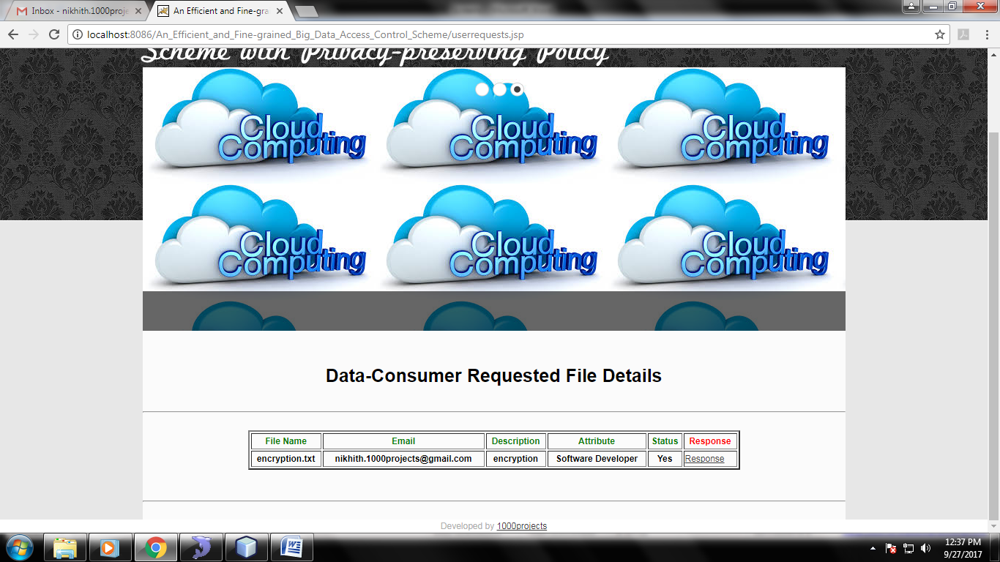 Inbox - nikhith.1000proje
An Efficient and Fine-gra
localhost:8086/An_Efficient_and_Fine-grained_Big_Data_Access_Control_Scheme/userrequests.jsp
Scheme with Privacy-preserving Policy
Cloud Computing Cloud Computing Cloud Computing
Cloud Computing Cloud Computing Cloud Computing
Data-Consumer Requested File Details
File Name Email Description Attribute Status Response
encryption.txt nikhith.1000projects@gmail.com encryption Software Developer Yes Response
Developed by 1000projects
12:37 PM
9/27/2017